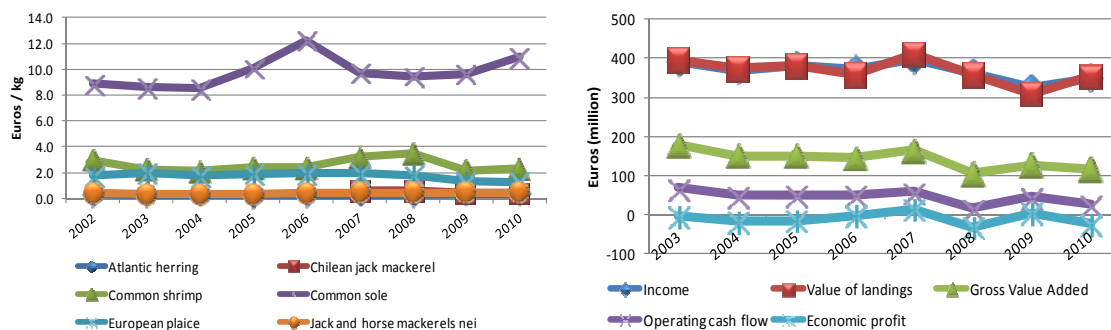 14.0
12.0
10.0
8.0
6.0
4.0
2.0
0.0
Euros / kg
2002 2003 2004 2005 2006 2007 2008 2009 2010
Atlantic herring Chilean jack mackerel
Common shrimp Common sole
European plaice Jack and horse mackerels nei
500
400
300
200
100
0
-100
Euros (million)
2003 2004 2005 2006 2007 2008 2009 2010
Income Value of landings Gross Value Added
Operating cash flow Economic profit